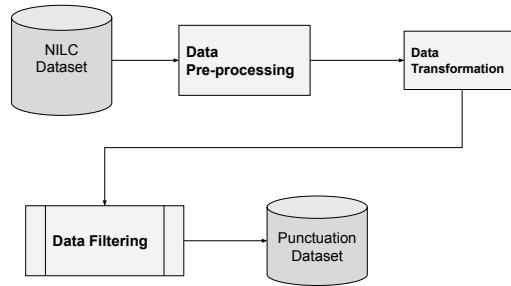 NILC
Dataset
Data
Pre-processing
Data
Transformation
Data Filtering
Punctuation
Dataset